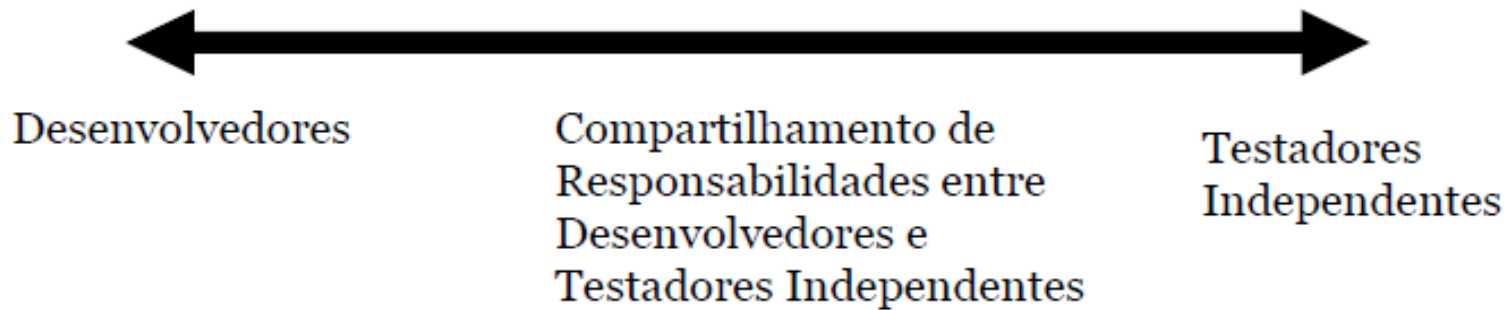 Desenvolvedores
Compartilhamento de
Responsabilidades entre
Desenvolvedores e
Testadores Independentes
Testadores
Independentes